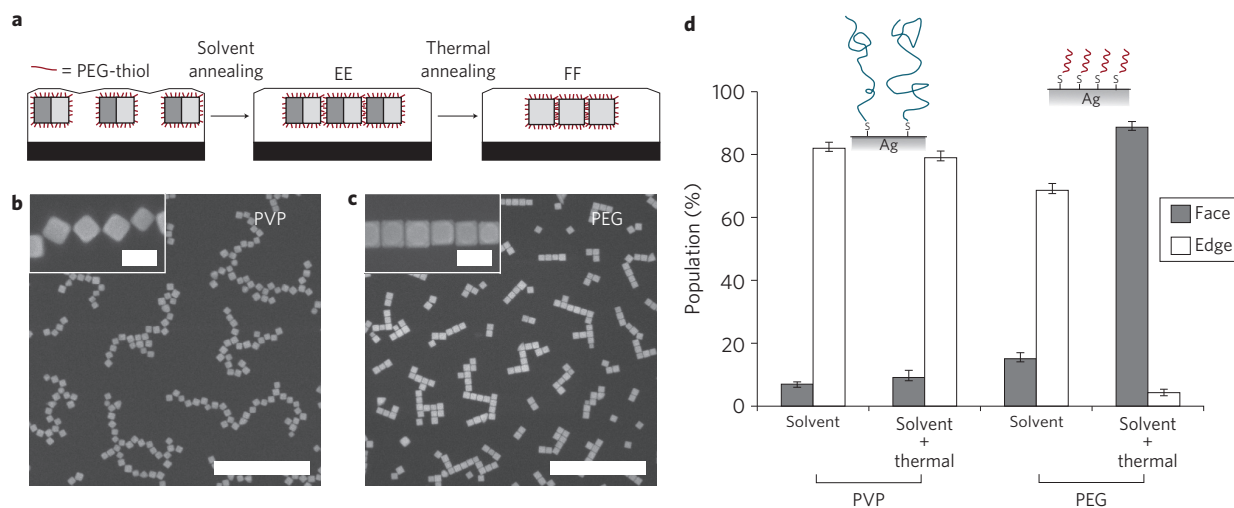 a
= PEG-thiol
Solvent
annealing
EE
Thermal
annealing
FF
b
PVP
c
PEG
d
S
S
Ag
S
S
S
S
Ag
Population (%)
100
80
60
40
20
0
Face
Edge
Solvent
Solvent
+
thermal
Solvent
Solvent
+
thermal
PVP
PEG